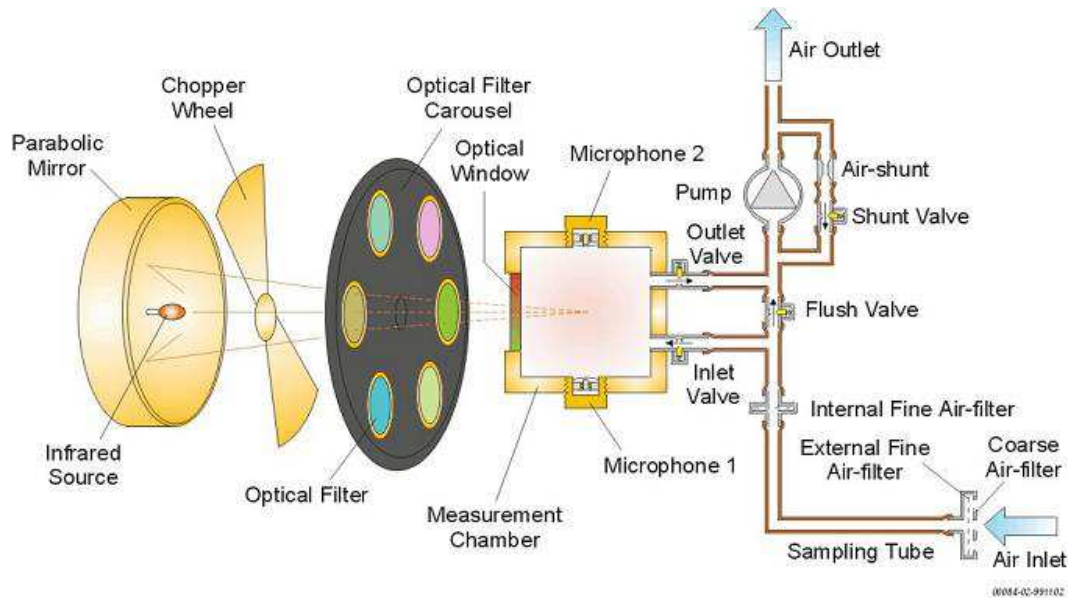 Air Outlet
Chopper
Wheel
Optical Filter
Carousel
Parabolic
Mirror
Optical
Window
Microphone 2
Air-shunt
Pump
Shunt Valve
Outlet
Valve
Flush Valve
Inlet
Valve
Internal Fine Air-filter
Infrared
Source
Optical Filter
Microphone 1
External Fine
Air-filter
Coarse
Air-filter
Measurement
Chamber
Sampling Tube
Air Inlet